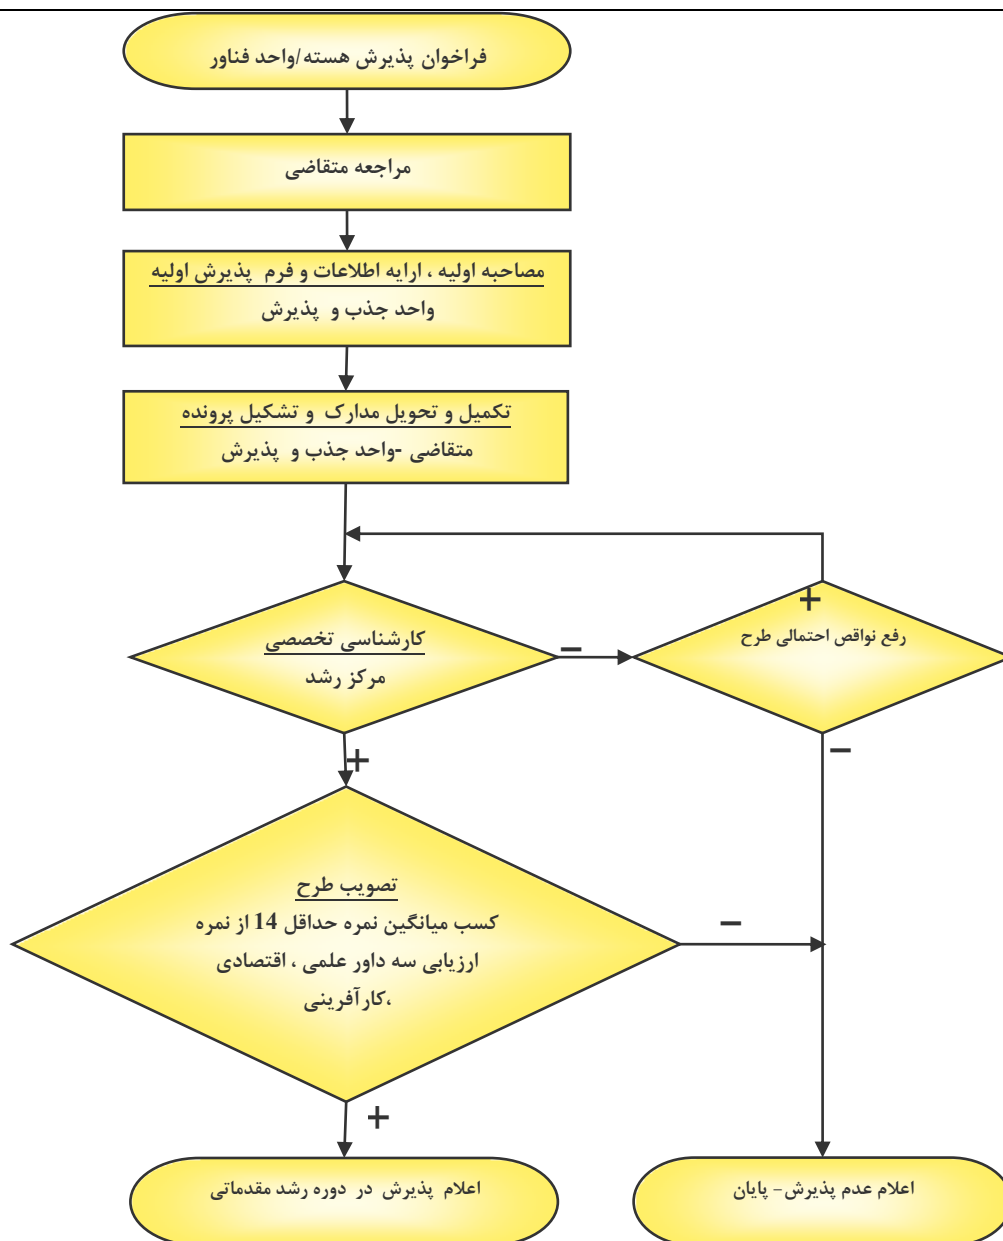 فراخوان پذیرش هسته/واحد فناور
مراجعه متقاضی
مصاحبه اولیه ، ارایه اطلاعات و فرم پذیرش اولیه
واحد جذب و پذیرش
تکمیل و تحویل مدارک و تشکیل پرونده
متقاضی -واحد جذب و پذیرش
کارشناسی تخصصی
مرکز رشد
–
+
رفع نواقص احتمالی طرح
–
+
تصویب طرح
کسب میانگین نمره حداقل 14 از نمره
ارزیابی سه داور علمی ، اقتصادی
،کارآفرینی
–
+
اعلام پذیرش در دوره رشد مقدماتی
اعلام عدم پذیرش- پایان